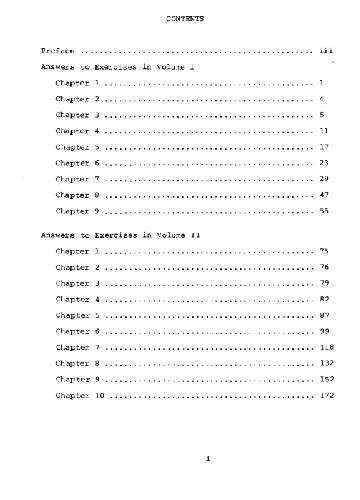 CONTENTS
Preface ................................................ iii
Answers to Exercises in Volume I
Chapter 1 ............................................ 1
Chapter 2 ............................................ 4
Chapter 3 ............................................ 5
Chapter 4 ............................................ 11
Chapter 5 ............................................ 17
Chapter 6 ............................................ 23
Chapter 7 ............................................ 29
Chapter 8 ............................................ 47
Chapter 9 ............................................ 55
Answers to Exercises in Volume II
Chapter 1 ............................................ 75
Chapter 2 ............................................ 76
Chapter 3 ............................................ 79
Chapter 4 ............................................ 82
Chapter 5 ............................................ 87
Chapter 6 ............................................ 99
Chapter 7 ............................................ 118
Chapter 8 ............................................ 132
Chapter 9 ............................................ 152
Chapter 10 ........................................... 172